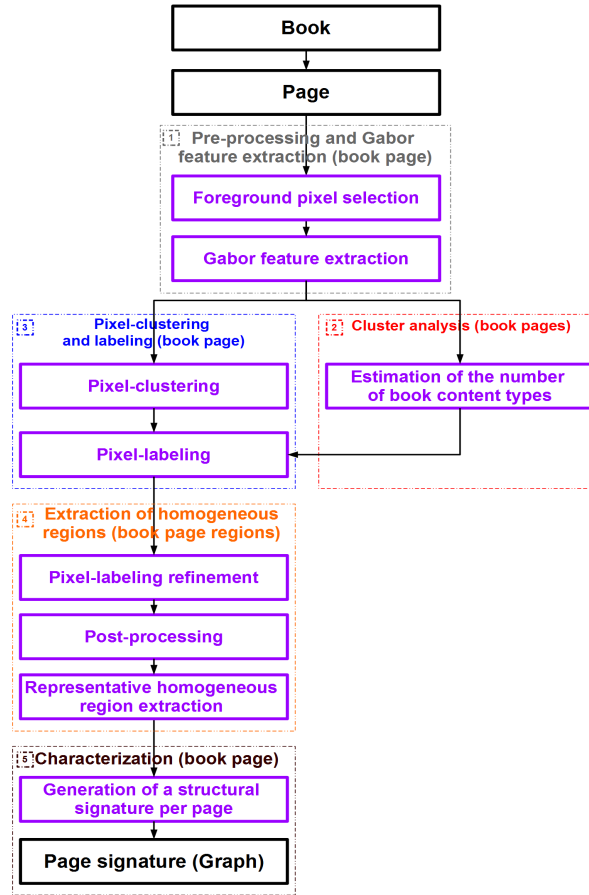 Book
Page
1 Pre-processing and Gabor
feature extraction (book page)
Foreground pixel selection
Gabor feature extraction
3 Pixel-clustering
and labeling (book page)
Pixel-clustering
Pixel-labeling
2 Cluster analysis (book pages)
Estimation of the number
of book content types
4 Extraction of homogeneous
regions (book page regions)
Pixel-labeling refinement
Post-processing
Representative homogeneous
region extraction
5 Characterization (book page)
Generation of a structural
signature per page
Page signature (Graph)